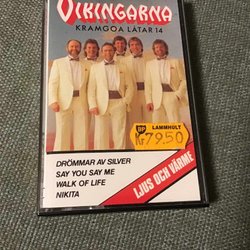 VIKINGARNA
KRAMGOA LÅTAR 14
BP
LAMMHULT
Kr 79.50
DRÖMMAR AV SILVER
SAY YOU SAY ME
WALK OF LIFE
NIKITA
LJUS OCH VÄRME